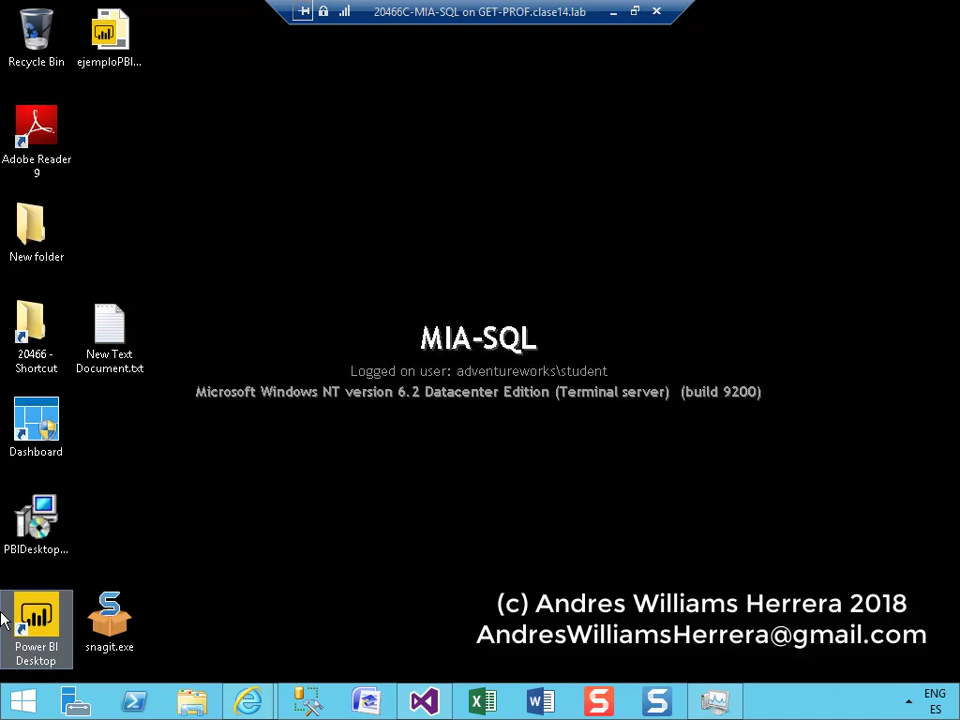 20466C-MIA-SQL on GET-PROF.clase14.lab
Recycle Bin
ejemploPBI...
Adobe Reader
9
New folder
20466 -
Shortcut
New Text
Document.txt
Dashboard
PBIDesktop...
Power BI
Desktop
snagit.exe
MIA-SQL
Logged on user: adventureworks\student
Microsoft Windows NT version 6.2 Datacenter Edition (Terminal server) (build 9200)
(c) Andres Williams Herrera 2018
AndresWilliamsHerrera@gmail.com
ENG
ES